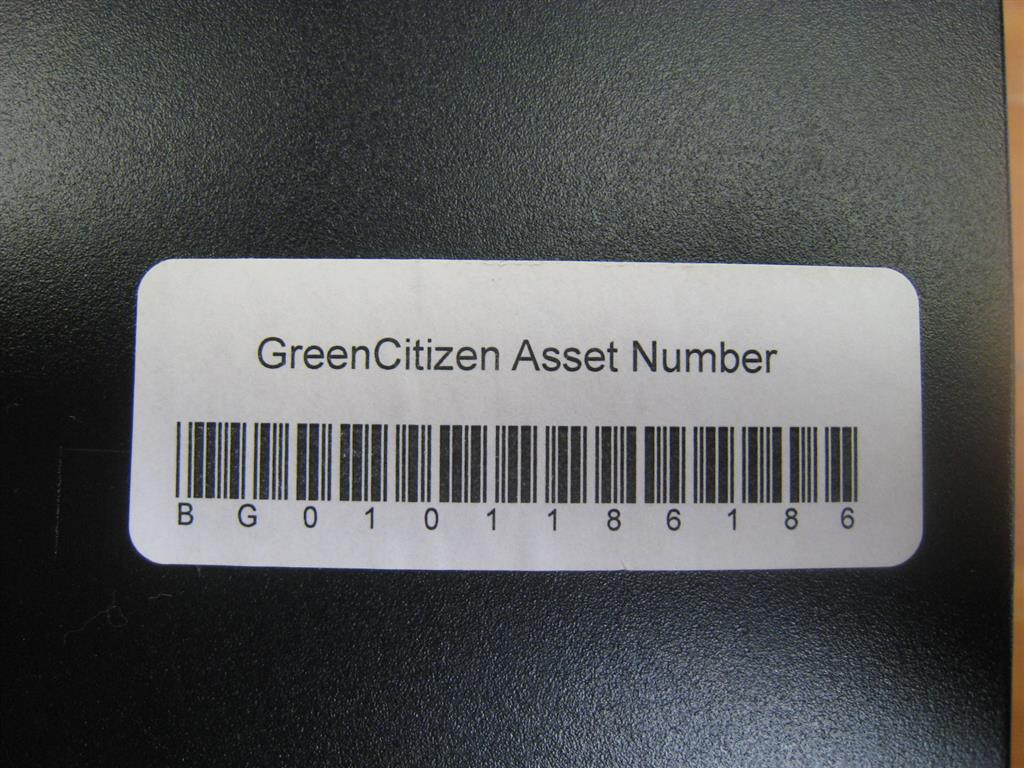 GreenCitizen Asset Number
B G 0 1 0 1 1 8 6 1 8 6